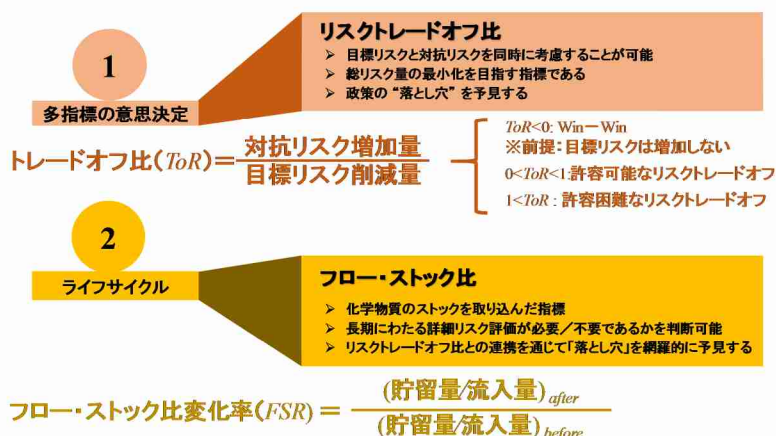 1
多指標の意思決定
リスクトレードオフ比
➢ 目標リスクと対抗リスクを同時に考慮することが可能
➢ 総リスク量の最小化を目指す指標である
➢ 政策の “落とし穴” を予見する
トレードオフ比(ToR)=対抗リスク増加量
目標リスク削減量
ToR<0: Win-Win
※前提:目標リスクは増加しない
0<ToR<1:許容可能なリスクトレードオフ
1<ToR : 許容困難なリスクトレードオフ
2
ライフサイクル
フロー・ストック比
➢ 化学物質のストックを取り込んだ指標
➢ 長期にわたる詳細リスク評価が必要/不要であるかを判断可能
➢ リスクトレードオフ比との連携を通じて「落とし穴」を網羅的に予見する
フロー・ストック比変化率(FSR) = (貯留量/流入量) after
(貯留量/流入量) before